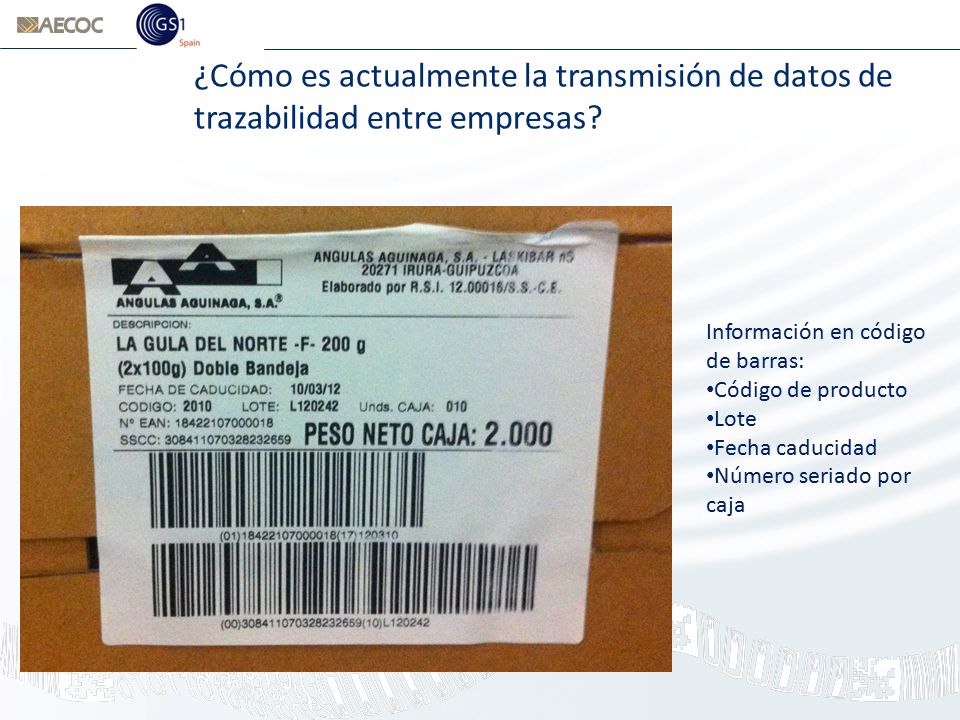 AECOC
GS1
Spain
¿Cómo es actualmente la transmisión de datos de
trazabilidad entre empresas?
ANGULAS AGUINAGA, S.A.®
ANGULAS AGUINAGA, S.A. - LASKIBAR nº5
20271 IRURA-GUIPUZCOA
Elaborado por R.S.I. 12.00016/S.S.-C.E.
DESCRIPCION:
LA GULA DEL NORTE -F- 200 g
(2x100g) Doble Bandeja
FECHA DE CADUCIDAD: 10/03/12
CODIGO: 2010 LOTE: L120242 Unds. CAJA: 010
Nº EAN: 18422107000018
SSCC: 308411070328232659 PESO NETO CAJA: 2.000
(01)18422107000018(17)120310
(00)308411070328232659(10)L120242
Información en código
de barras:
•Código de producto
•Lote
•Fecha caducidad
•Número seriado por
caja